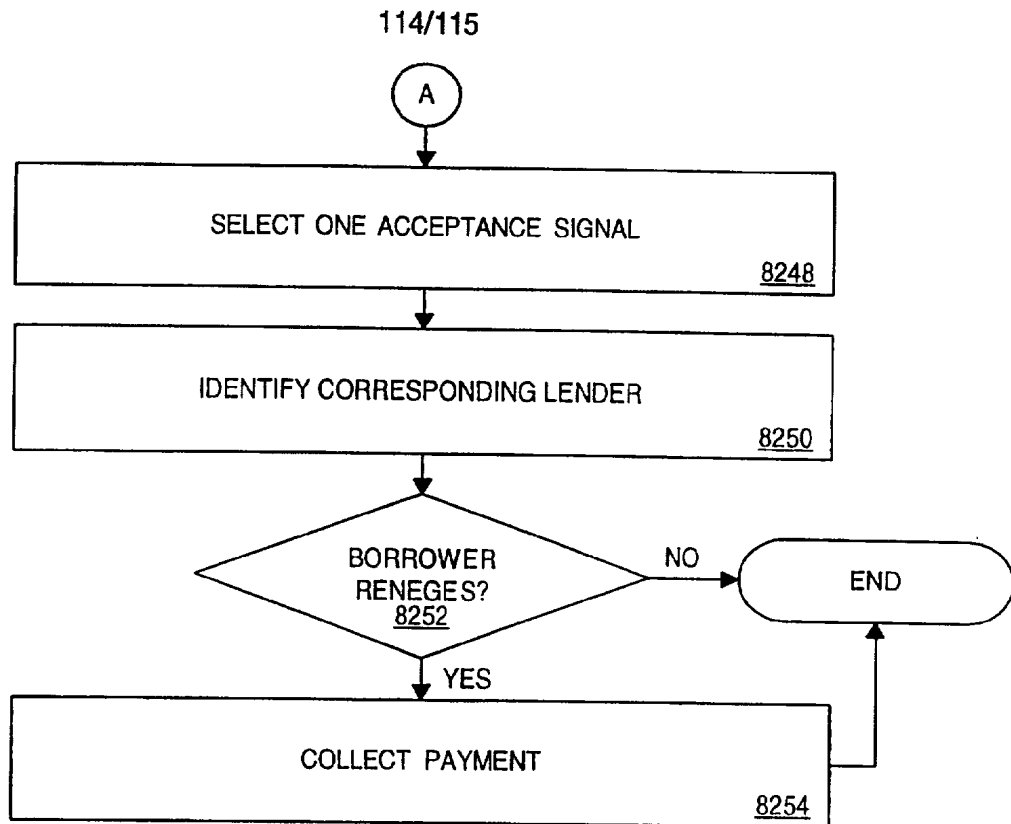 114/115
A
SELECT ONE ACCEPTANCE SIGNAL
8248
IDENTIFY CORRESPONDING LENDER
8250
BORROWER
RENEGES?
8252
NO
END
YES
COLLECT PAYMENT
8254